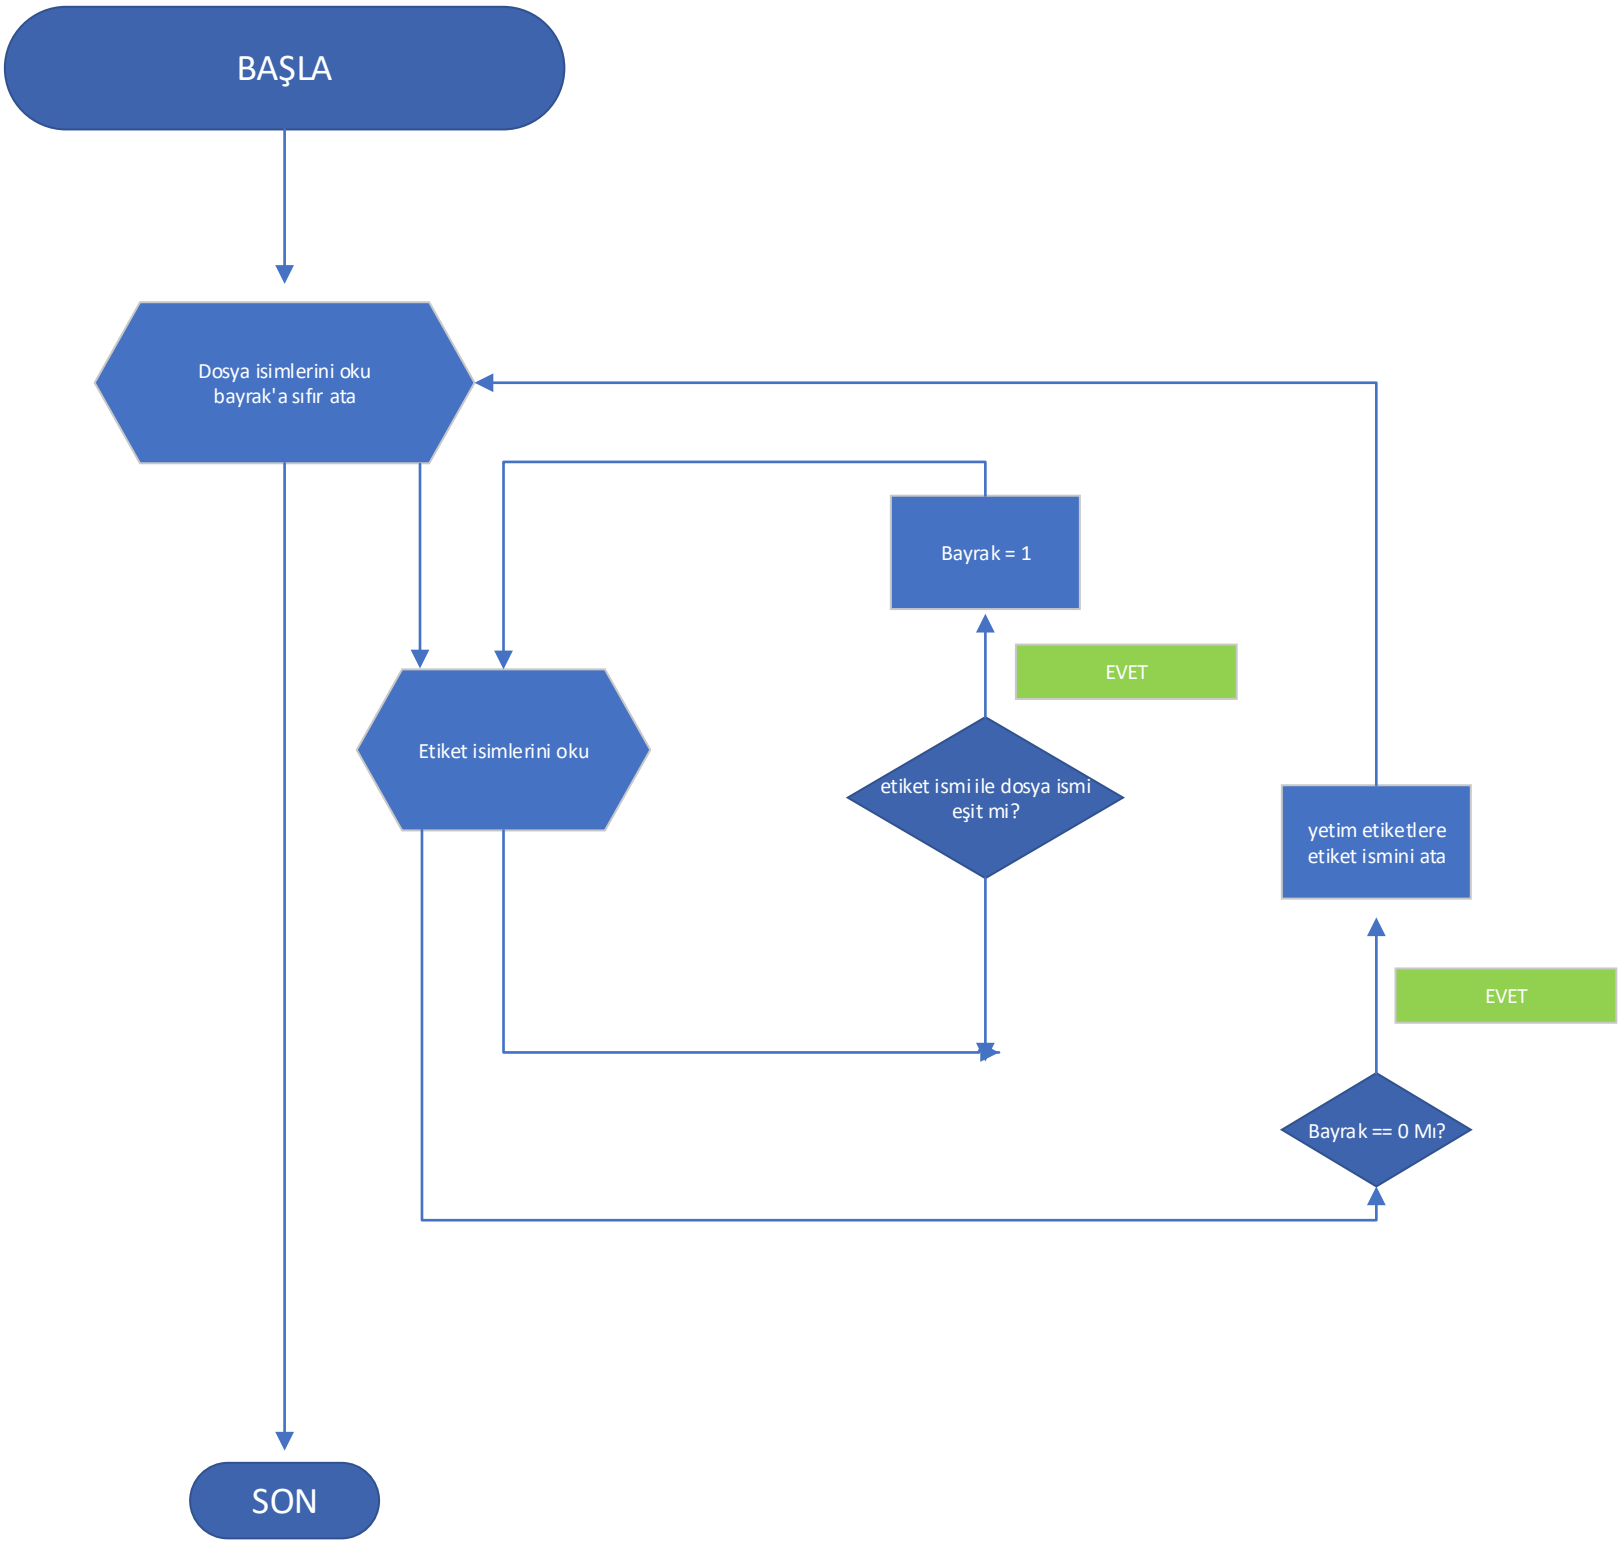 BAŞLA
Dosya isimlerini oku
bayrak'a sıfır ata
Bayrak = 1
EVET
Etiket isimlerini oku
etiket ismi ile dosya ismi
eşit mi?
yetim etiketlere
etiket ismini ata
EVET
Bayrak == 0 Mı?
SON